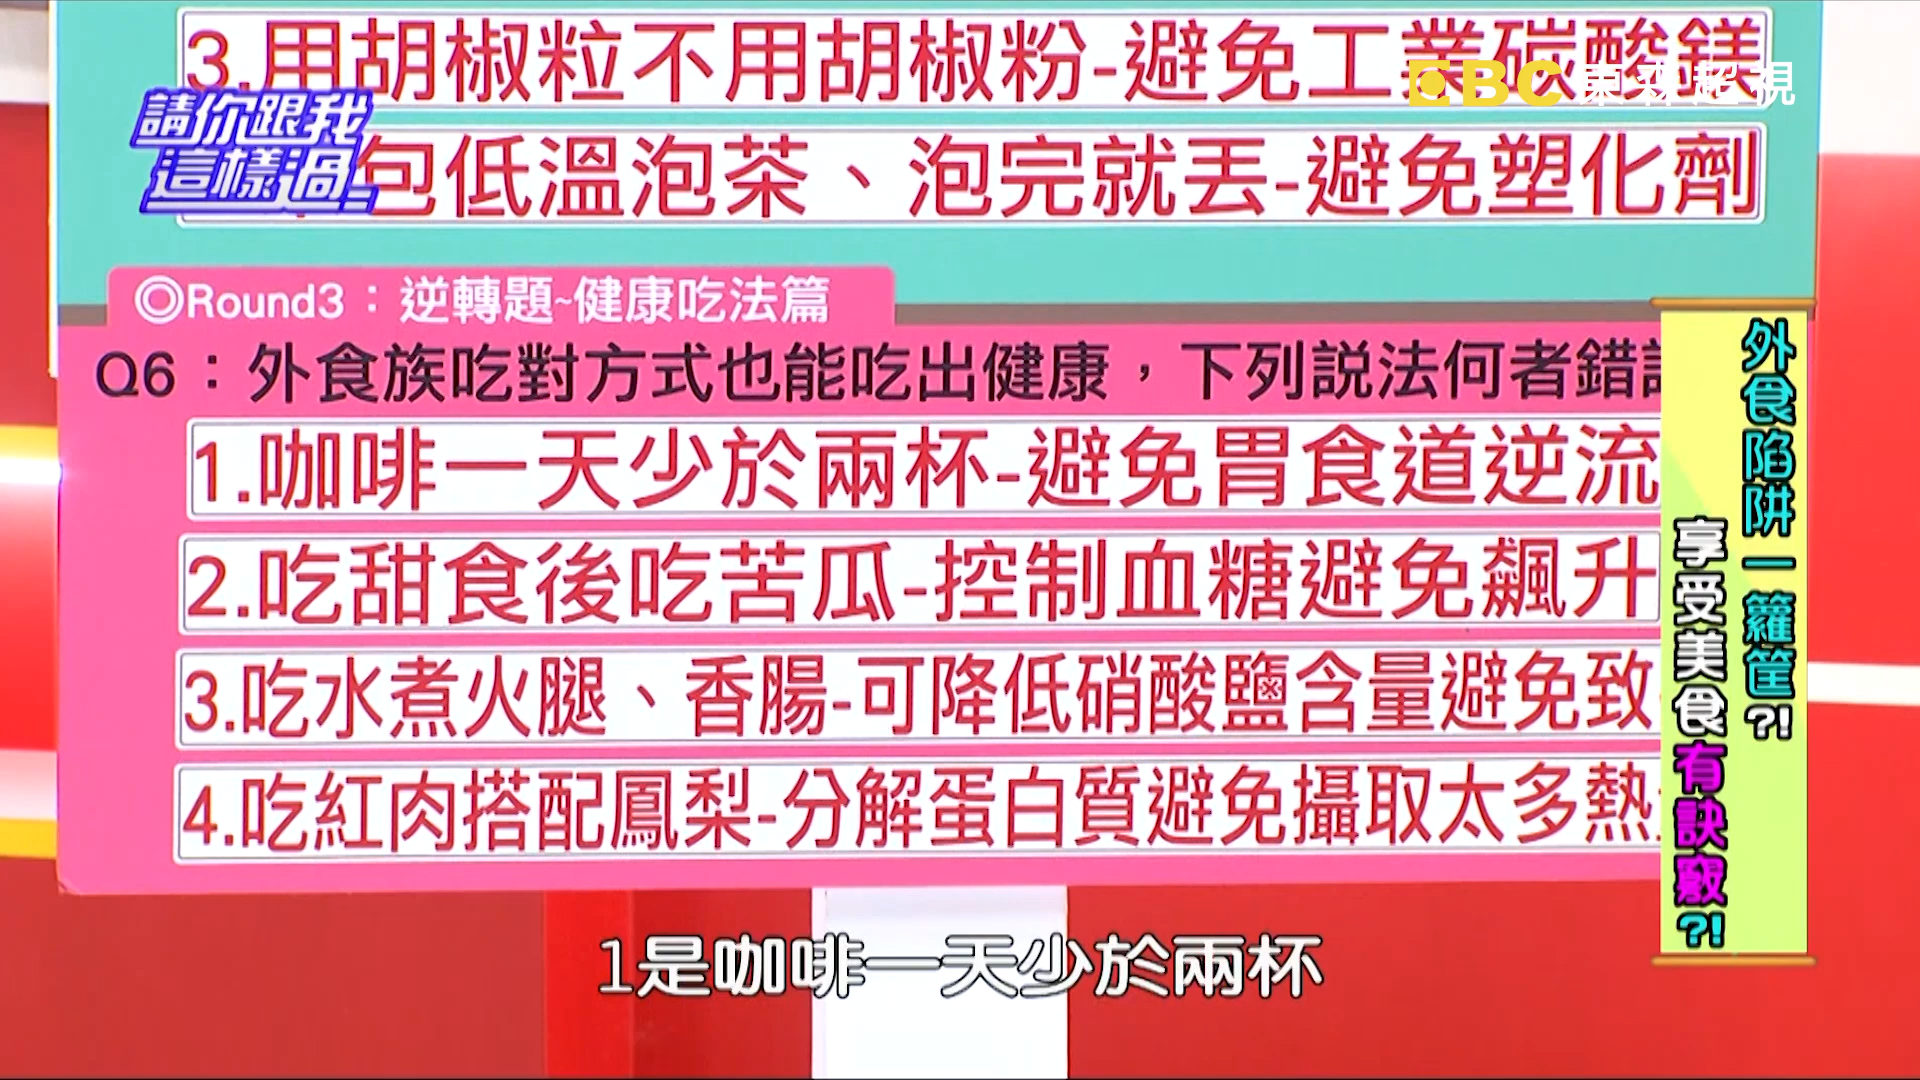 3.用胡椒粒不用胡椒粉-避免工業碳酸鎂
EBC 東森超視
請你跟我
這樣過
包低溫泡茶、泡完就丟-避免塑化劑
◎Round3：逆轉題~健康吃法篇
Q6：外食族吃對方式也能吃出健康，下列説法何者錯
1.咖啡一天少於兩杯-避免胃食道逆流
2.吃甜食後吃苦瓜-控制血糖避免飆升
3.吃水煮火腿、香腸-可降低硝酸鹽含量避免致
4.吃紅肉搭配鳳梨-分解蛋白質避免攝取太多熱
外食陷阱一籮筐?!
享受美食有訣竅?!
1是咖啡一天少於兩杯